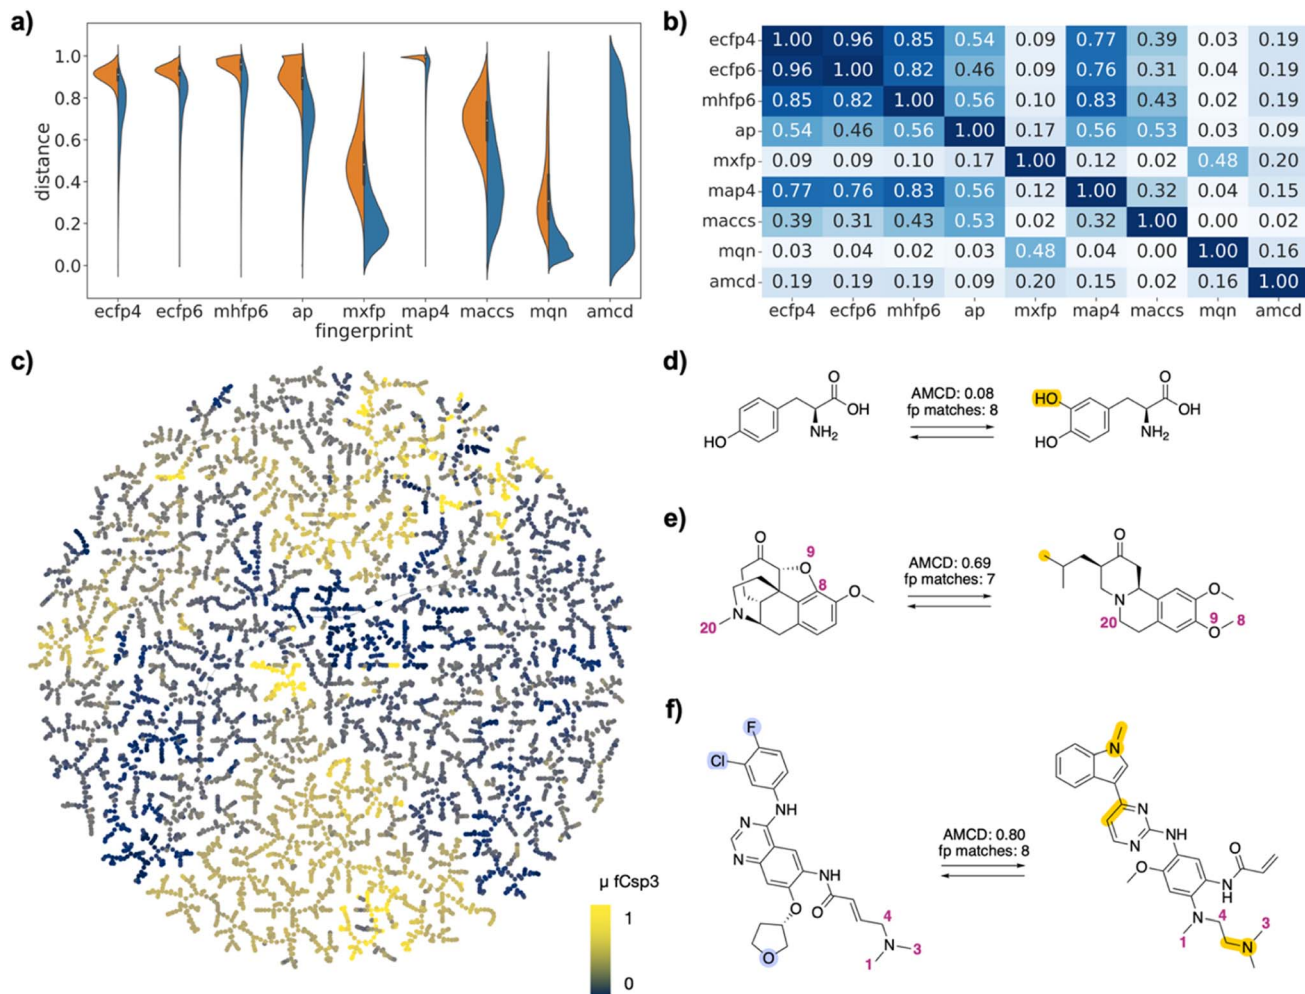 a)
distance
1.0
0.8
0.6
0.4
0.2
0.0
ecfp4 ecfp6 mhfp6 ap mxfp map4 maccs mqn amcd
fingerprint
b)
ecfp4 1.00 0.96 0.85 0.54 0.09 0.77 0.39 0.03 0.19
ecfp6 0.96 1.00 0.82 0.46 0.09 0.76 0.31 0.04 0.19
mhfp6 0.85 0.82 1.00 0.56 0.10 0.83 0.43 0.02 0.19
ap 0.54 0.46 0.56 1.00 0.17 0.56 0.53 0.03 0.09
mxfp 0.09 0.09 0.10 0.17 1.00 0.12 0.02 0.48 0.20
map4 0.77 0.76 0.83 0.56 0.12 1.00 0.32 0.04 0.15
maccs 0.39 0.31 0.43 0.53 0.02 0.32 1.00 0.00 0.02
mqn 0.03 0.04 0.02 0.03 0.48 0.04 0.00 1.00 0.16
amcd 0.19 0.19 0.19 0.09 0.20 0.15 0.02 0.16 1.00
ecfp4 ecfp6 mhfp6 ap mxfp map4 maccs mqn amcd
c)
μ fCsp3
1
0
d)
O
OH
NH2
HO
AMCD: 0.08
fp matches: 8
HO
HO
O
OH
NH2
e)
O
9
O
8
O
N
20
AMCD: 0.69
fp matches: 7
O
N
20
O
9
O
8
f)
F
Cl
NH
N
N
NH
O
O
O
4
N
1
3
AMCD: 0.80
fp matches: 8
N
N
N
NH
O
O
NH
N
1
4
N
3